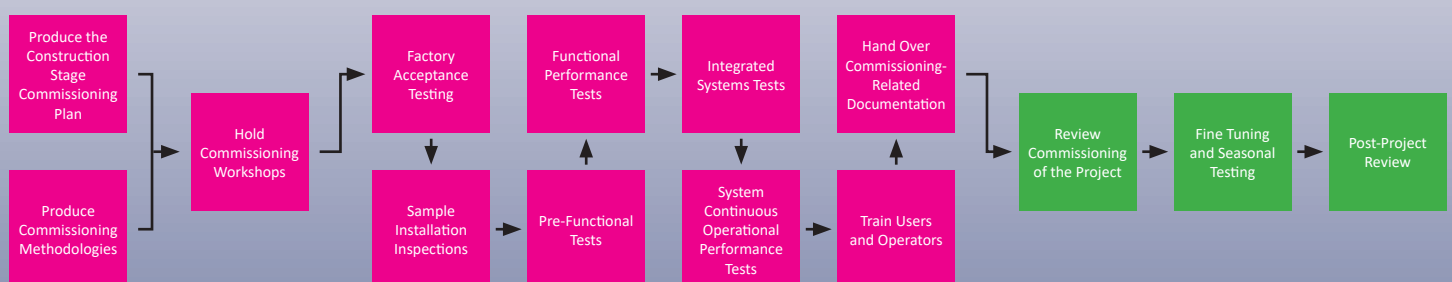 Produce the
Construction
Stage
Commissioning
Plan
Produce
Commissioning
Methodologies
Hold
Commissioning
Workshops
Factory
Acceptance
Testing
Sample
Installation
Inspections
Pre-Functional
Tests
Functional
Performance
Tests
Integrated
Systems Tests
System
Continuous
Operational
Performance
Tests
Train Users
and Operators
Hand Over
Commissioning-
Related
Documentation
Review
Commissioning
of the Project
Fine Tuning
and Seasonal
Testing
Post-Project
Review